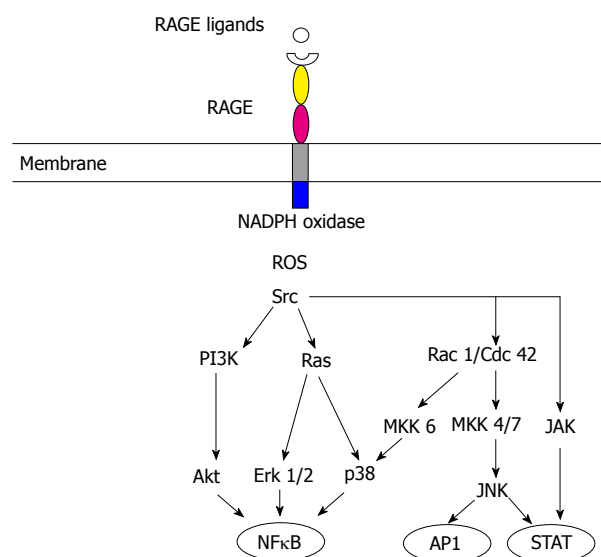 RAGE ligands
RAGE
Membrane
NADPH oxidase
ROS
Src
PI3K
Ras
Rac 1/Cdc 42
MKK 6
MKK 4/7
JAK
Akt
Erk 1/2
p38
JNK
NFκB
AP1
STAT